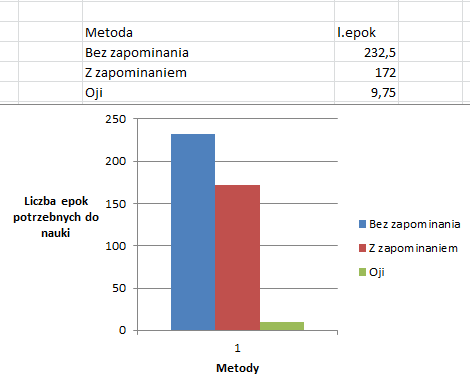 Metoda l.epok
Bez zapominania 232,5
Z zapominaniem 172
Oji 9,75
250
200
150
100
50
0
Liczba epok
potrzebnych do
nauki
1
Metody
Bez zapominania
Z zapominaniem
Oji